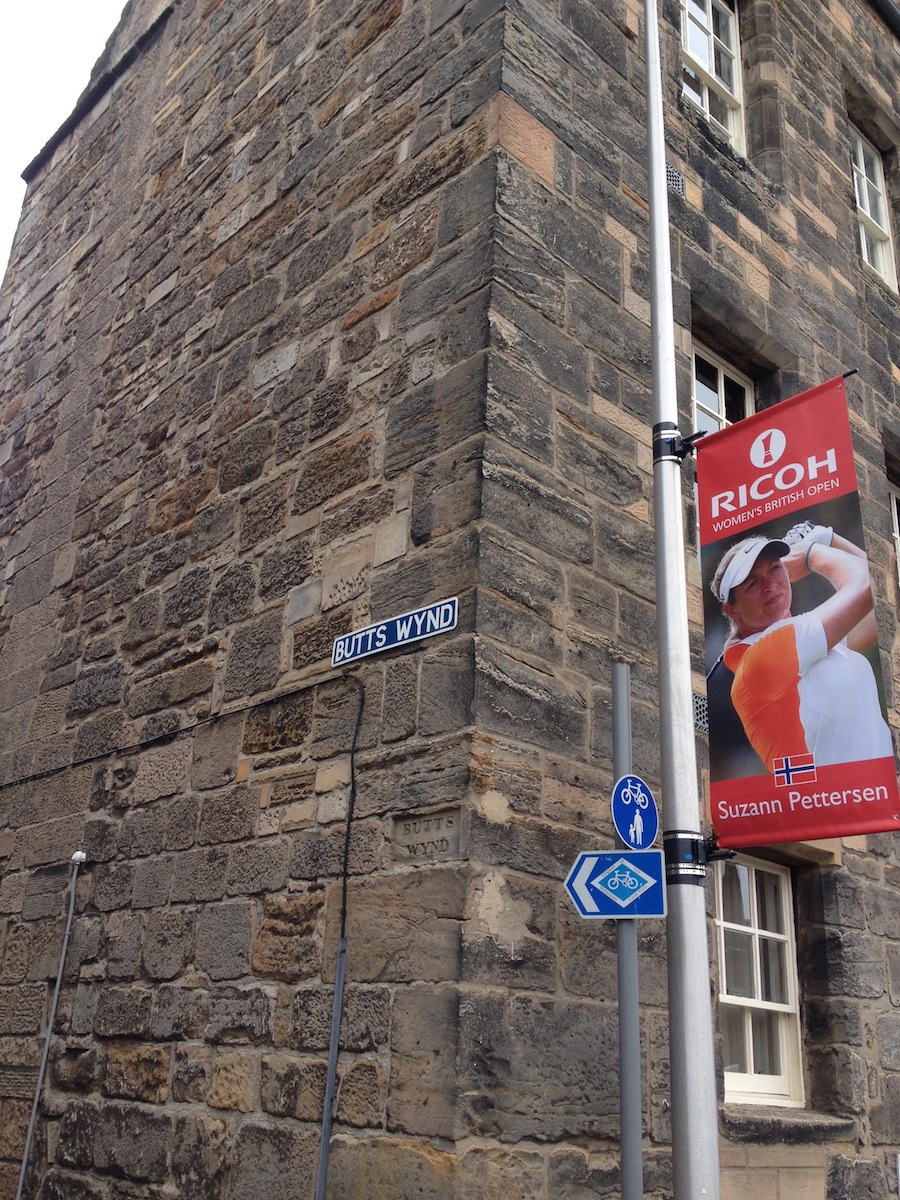 BUTTS WYND
BUTTS
WYND
RICOH
WOMEN'S BRITISH OPEN
Suzann Pettersen